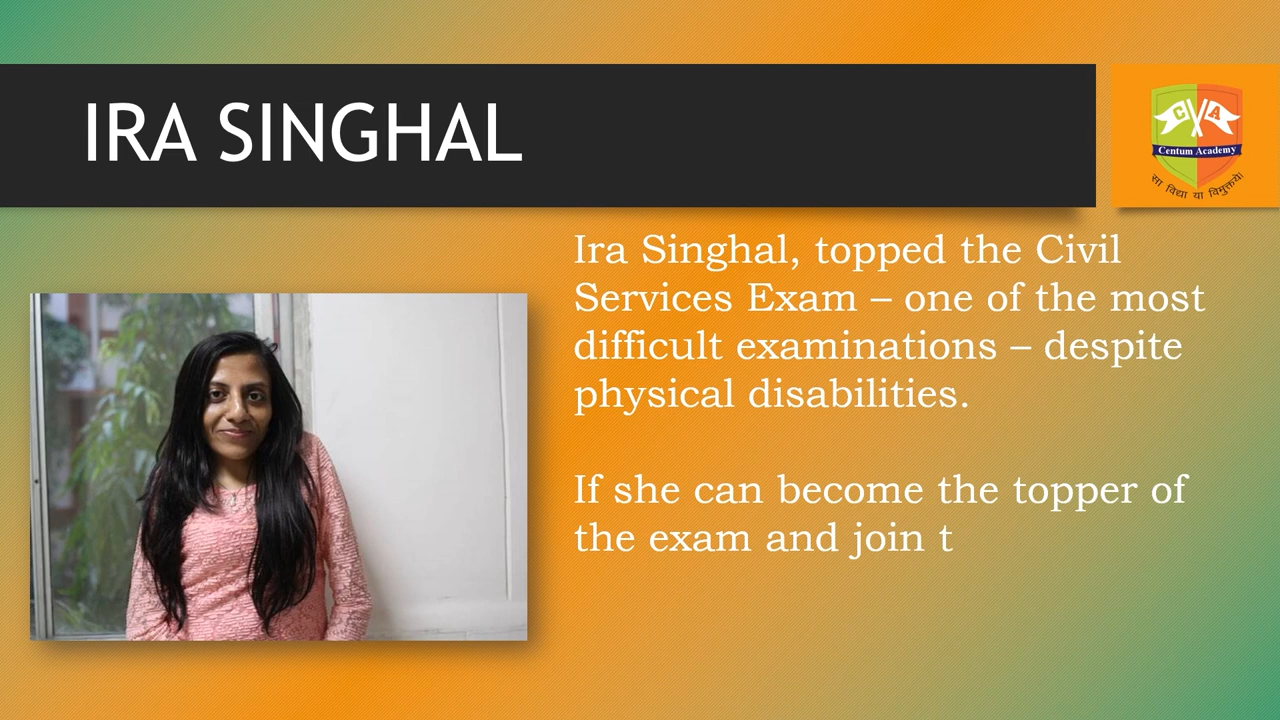 IRA SINGHAL
C A
Centum Academy
सा विद्या या विमुक्तये।
Ira Singhal, topped the Civil
Services Exam – one of the most
difficult examinations – despite
physical disabilities.
If she can become the topper of
the exam and join t